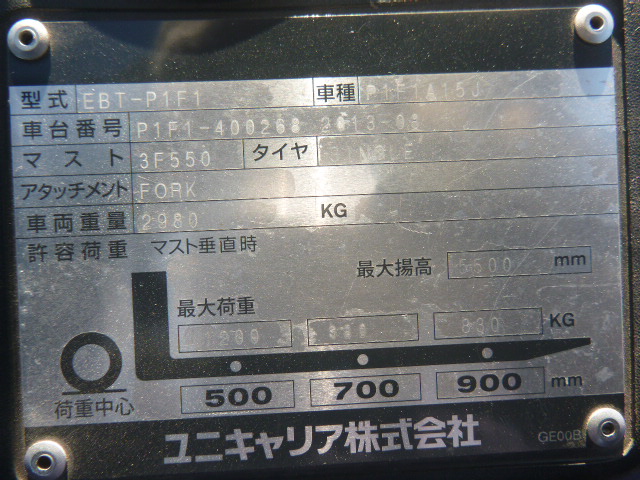 型式 EBT-P1F1 車種 P1F1A15J
車台番号 P1F1-400268 2013-08
マスト 3F550 タイヤ
アタッチメント FORK
車両重量 2980 KG
許容荷重 マスト垂直時
最大揚高 5500 mm
最大荷重
KG
500 700 900 mm
荷重中心
ユニキャリア株式会社
GE00B